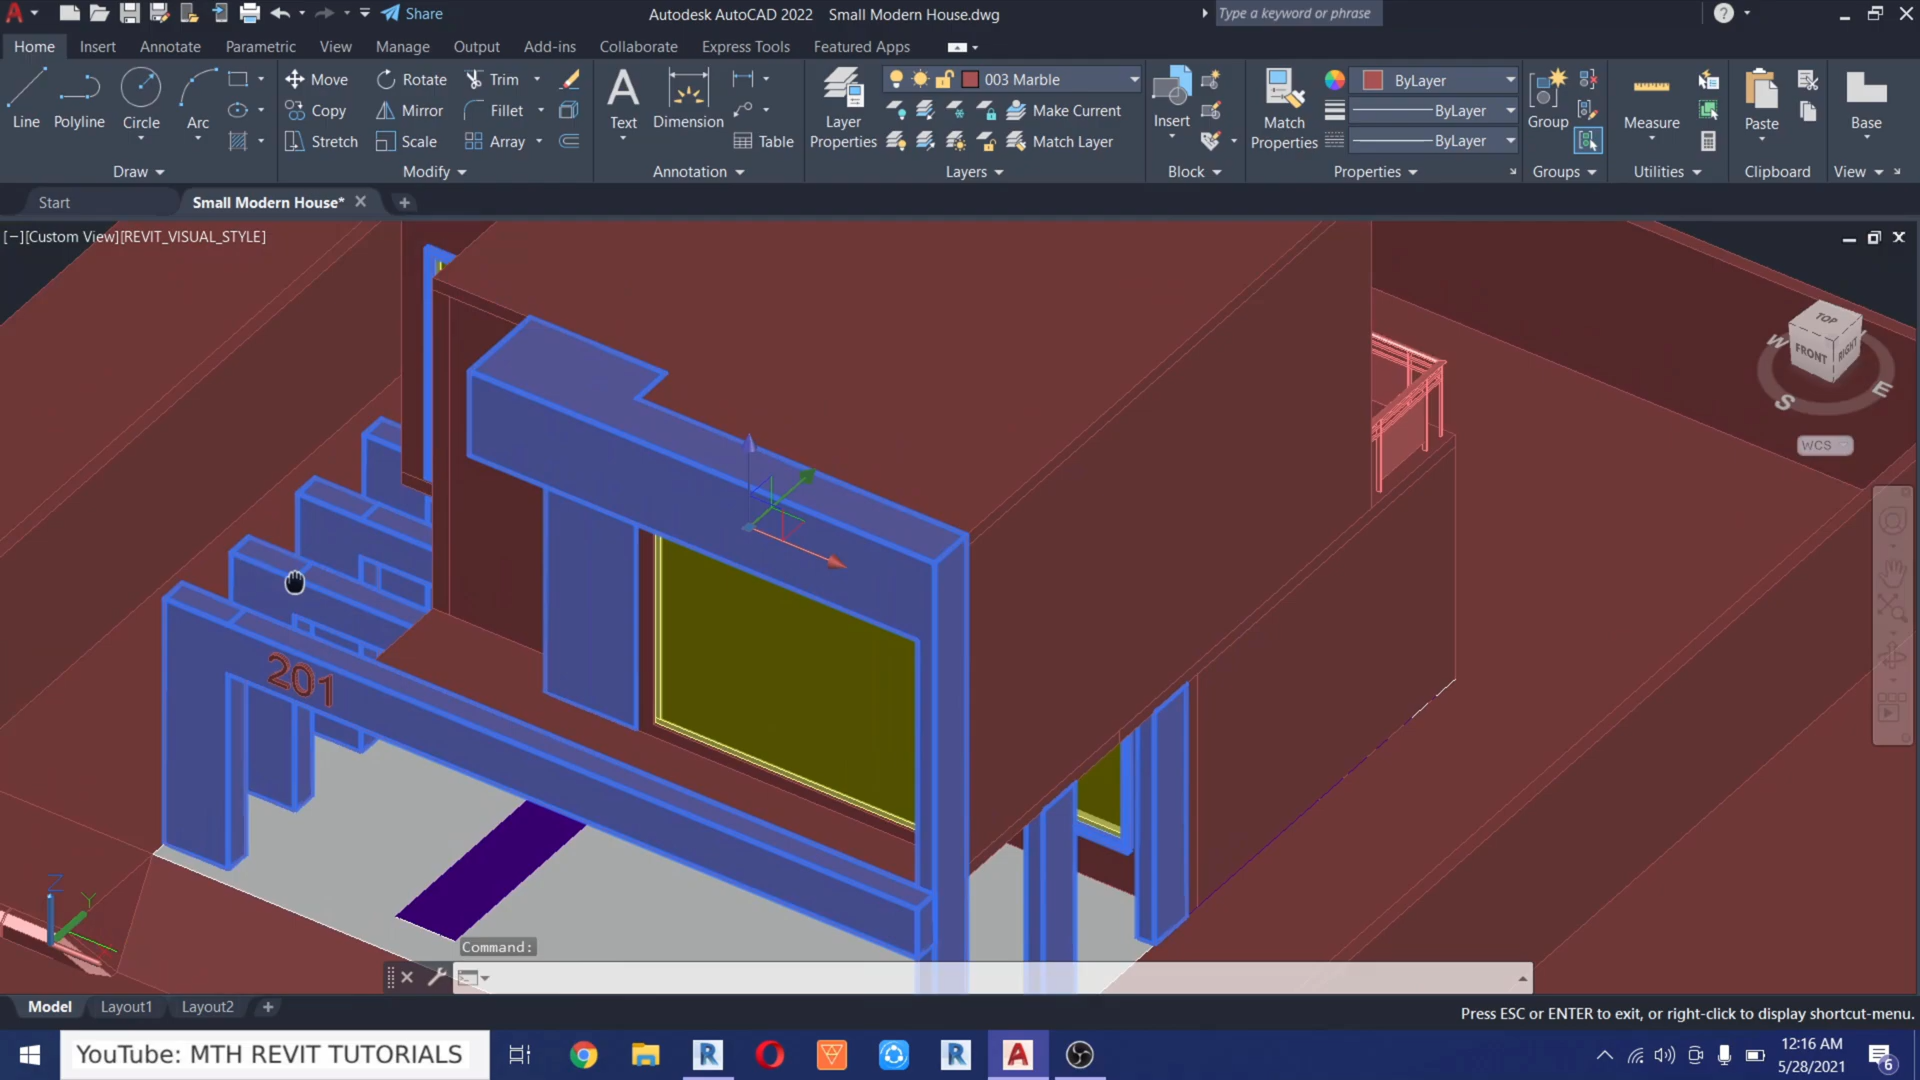 Share
Autodesk AutoCAD 2022 Small Modern House.dwg
Type a keyword or phrase
Home Insert Annotate Parametric View Manage Output Add-ins Collaborate Express Tools Featured Apps
Line Polyline Circle Arc
Move Rotate Trim
Copy Mirror Fillet
Stretch Scale Array
Text Dimension Table
Layer Properties
003 Marble
Make Current
Match Layer
Insert
Match Properties
ByLayer
ByLayer
ByLayer
Group Measure Paste Base
Draw Modify Annotation Layers Block Properties Groups Utilities Clipboard View
Start Small Modern House*
[−][Custom View][REVIT_VISUAL_STYLE]
TOP
FRONT RIGHT
W
S
E
WCS
201
Z
Y
Command:
Model Layout1 Layout2
Press ESC or ENTER to exit, or right-click to display shortcut-menu.
YouTube: MTH REVIT TUTORIALS
12:16 AM
5/28/2021
6